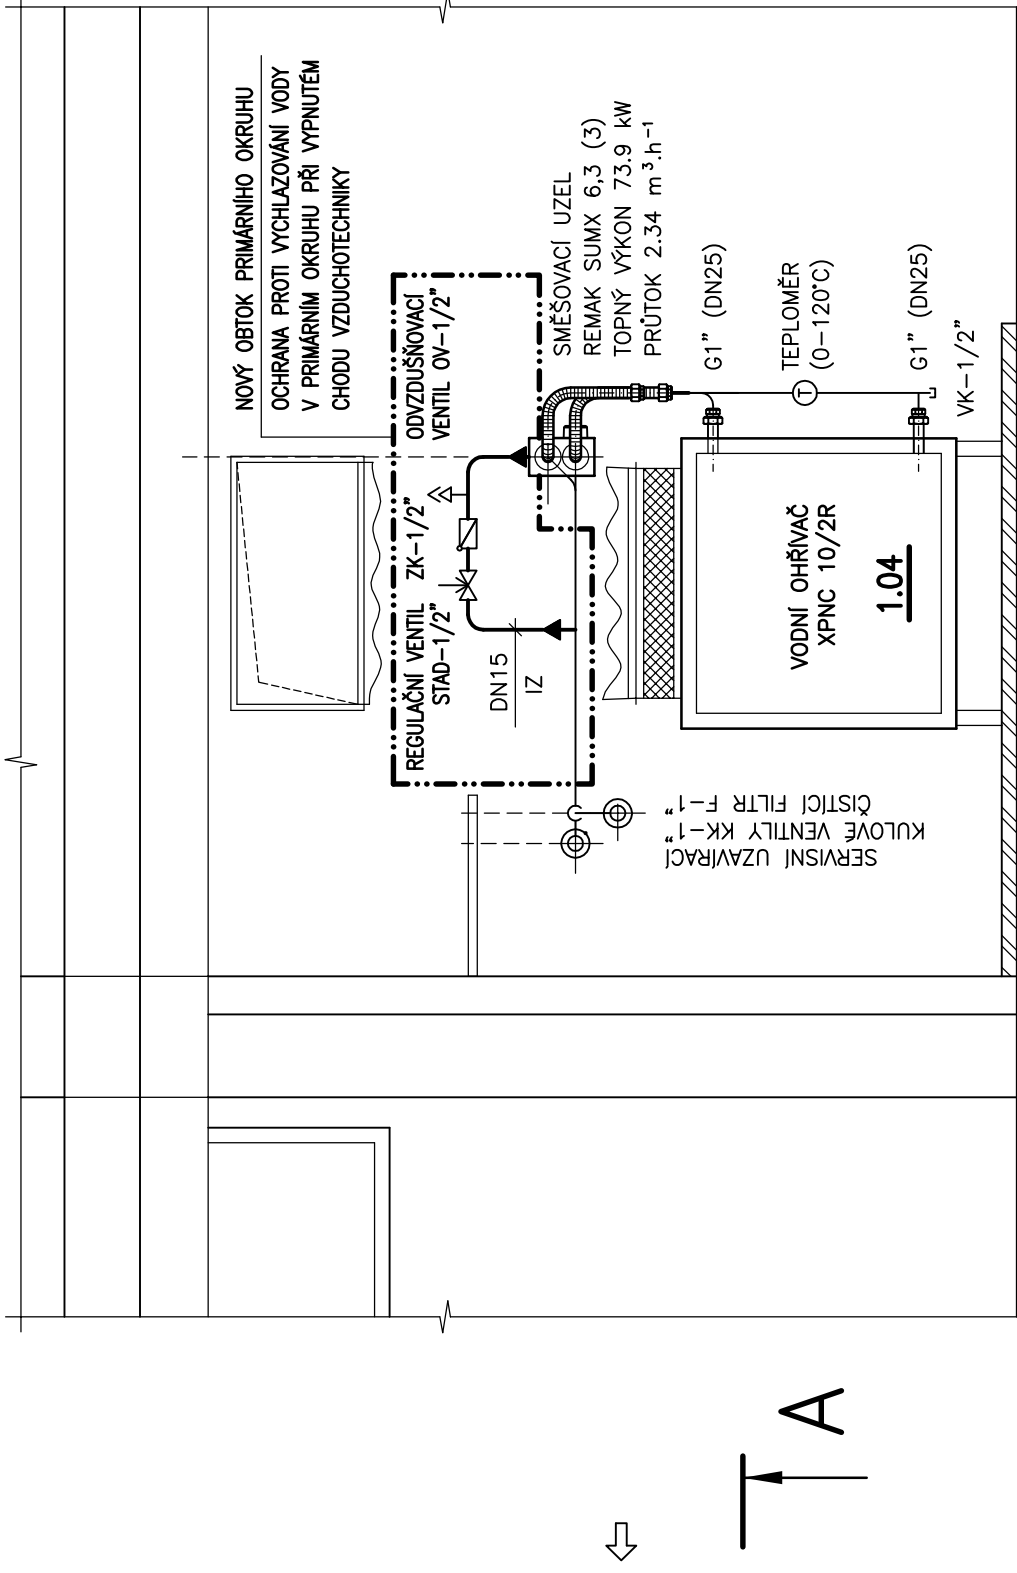 NOVÝ OBTOK PRIMÁRNÍHO OKRUHU
OCHRANA PROTI VYCHLAZOVÁNÍ VODY
V PRIMÁRNÍM OKRUHU PŘI VYPNUTÉM
CHODU VZDUCHOTECHNIKY
REGULAČNÍ VENTIL
STAD-1/2"
ZK-1/2"
ODVZDUŠŇOVACÍ
VENTIL OV-1/2"
DN15
IZ
SMĚŠOVACÍ UZEL
REMAK SUMX 6,3 (3)
TOPNÝ VÝKON 73.9 kW
PRŮTOK 2.34 m³.h⁻¹
G1" (DN25)
TEPLOMĚR
(0-120°C)
T
G1" (DN25)
VK-1/2"
VODNÍ OHŘÍVAČ
XPNC 10/2R
1.04
SERVISNÍ UZAVÍRACÍ
KULOVÉ VENTILY KK-1"
ČISTÍCÍ FILTR F-1"
A